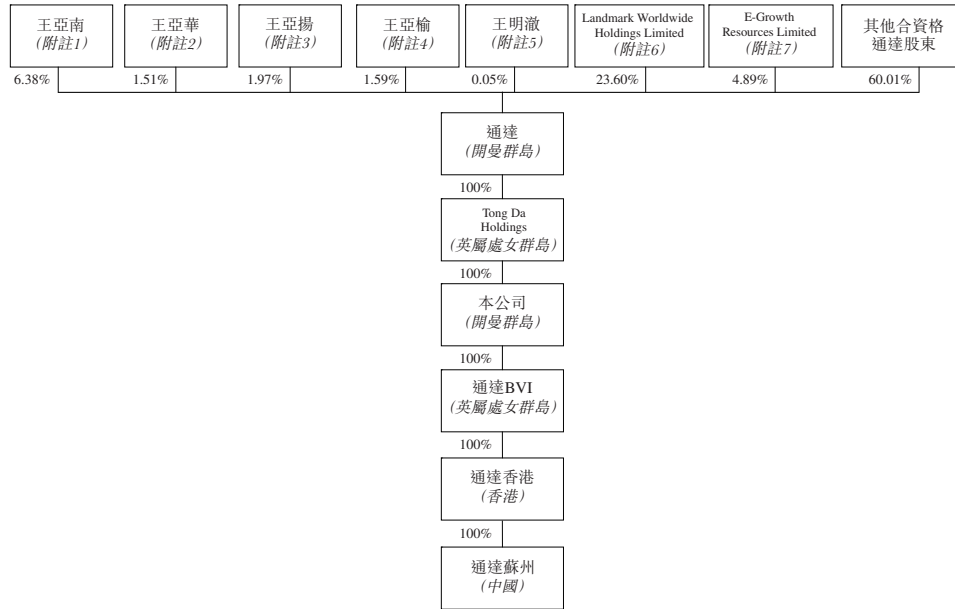 王亞南
(附註1)
王亞華
(附註2)
王亞揚
(附註3)
王亞榆
(附註4)
王明澈
(附註5)
Landmark Worldwide
Holdings Limited
(附註6)
E-Growth
Resources Limited
(附註7)
其他合資格
通達股東
6.38%
1.51%
1.97%
1.59%
0.05%
23.60%
4.89%
60.01%
通達
(開曼群島)
100%
Tong Da
Holdings
(英屬處女群島)
100%
本公司
(開曼群島)
100%
通達BVI
(英屬處女群島)
100%
通達香港
(香港)
100%
通達蘇州
(中國)